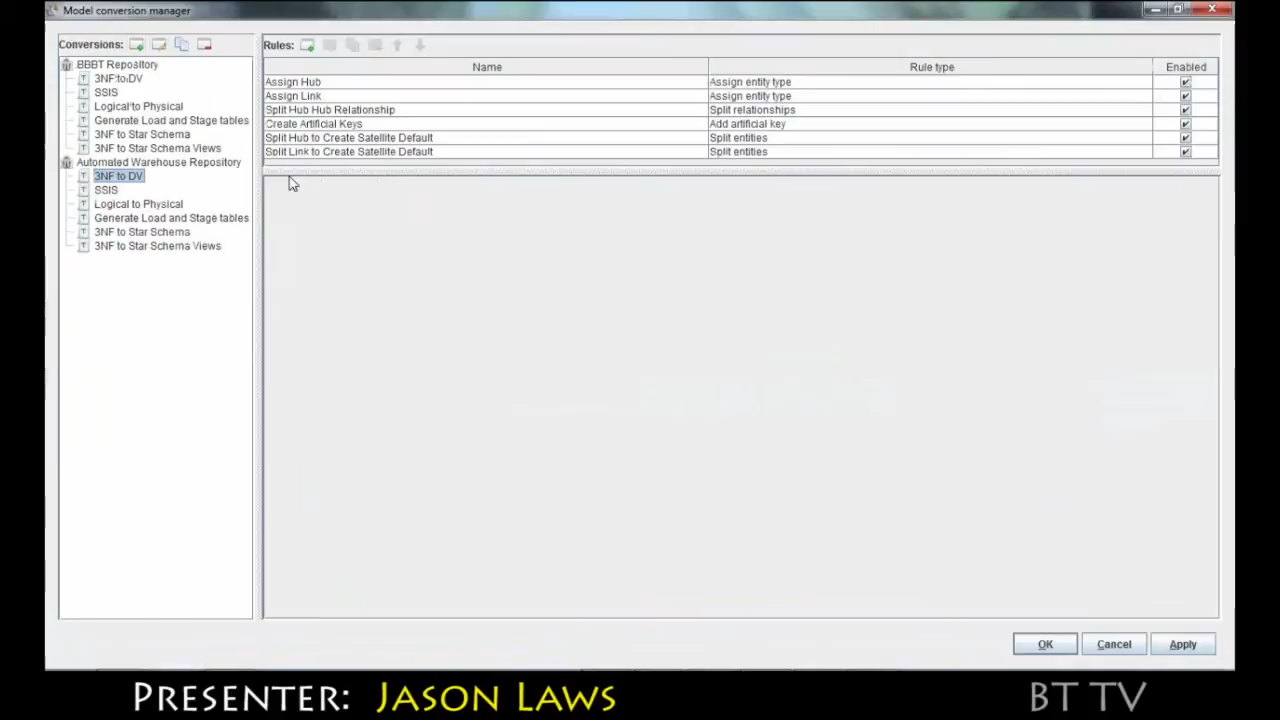 Model conversion manager
Conversions:
BBBT Repository
3NF to DV
SSIS
Logical to Physical
Generate Load and Stage tables
3NF to Star Schema
3NF to Star Schema Views
Automated Warehouse Repository
3NF to DV
SSIS
Logical to Physical
Generate Load and Stage tables
3NF to Star Schema
3NF to Star Schema Views
Rules:
Name Rule type Enabled
Assign Hub Assign entity type
Assign Link Assign entity type
Split Hub Hub Relationship Split relationships
Create Artificial Keys Add artificial key
Split Hub to Create Satellite Default Split entities
Split Link to Create Satellite Default Split entities
OK Cancel Apply
PRESENTER: JASON LAWS BT TV